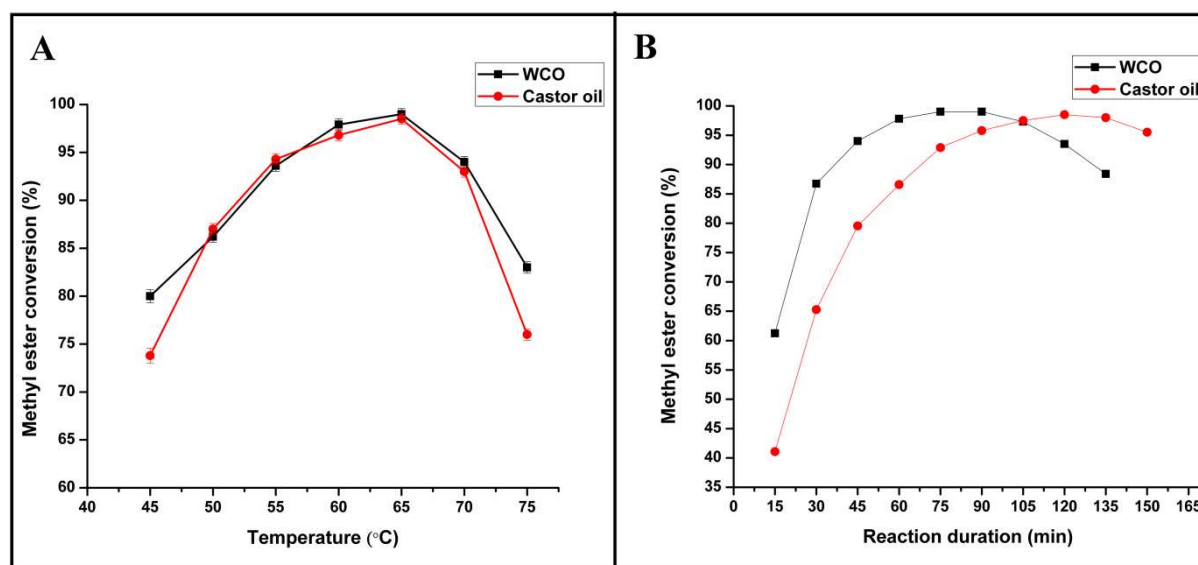 A
WCO
Castor oil
100
95
90
85
80
75
70
65
60
40 45 50 55 60 65 70 75
Methyl ester conversion (%)
Temperature (°C)
B
WCO
Castor oil
100
95
90
85
80
75
70
65
60
55
50
45
40
35
0 15 30 45 60 75 90 105 120 135 150 165
Methyl ester conversion (%)
Reaction duration (min)